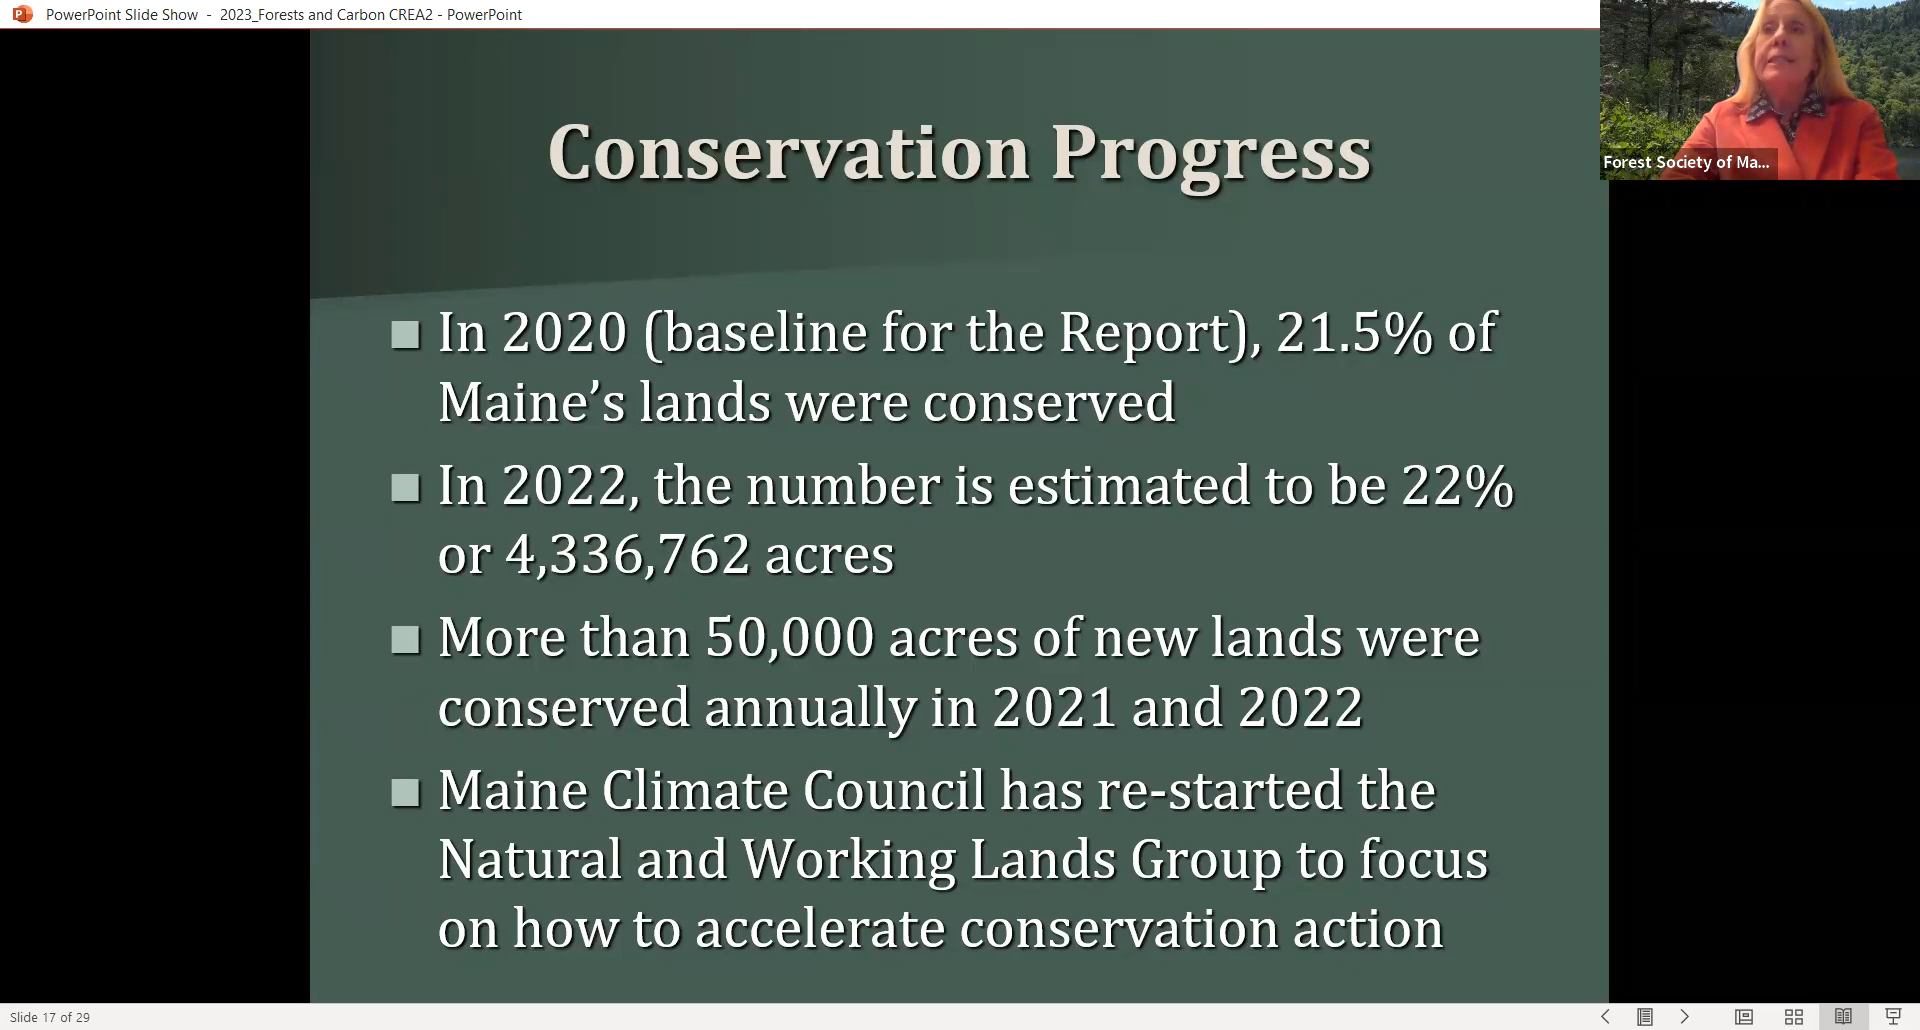 PowerPoint Slide Show - 2023_Forests and Carbon CREA2 - PowerPoint
Forest Society of Ma...
Conservation Progress
In 2020 (baseline for the Report), 21.5% of
Maine’s lands were conserved
In 2022, the number is estimated to be 22%
or 4,336,762 acres
More than 50,000 acres of new lands were
conserved annually in 2021 and 2022
Maine Climate Council has re-started the
Natural and Working Lands Group to focus
on how to accelerate conservation action
Slide 17 of 29